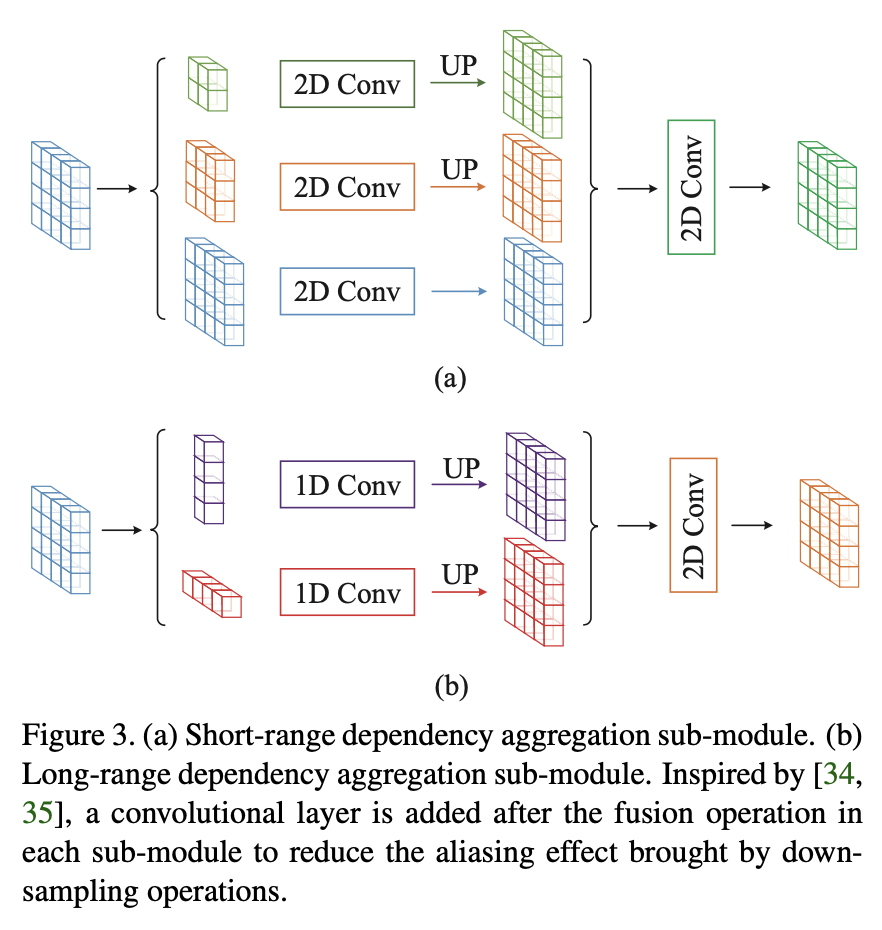 2D Conv
UP
2D Conv
UP
2D Conv
2D Conv
(a)
1D Conv
UP
1D Conv
UP
2D Conv
(b)
Figure 3. (a) Short-range dependency aggregation sub-module. (b)
Long-range dependency aggregation sub-module. Inspired by [34,
35], a convolutional layer is added after the fusion operation in
each sub-module to reduce the aliasing effect brought by down-
sampling operations.